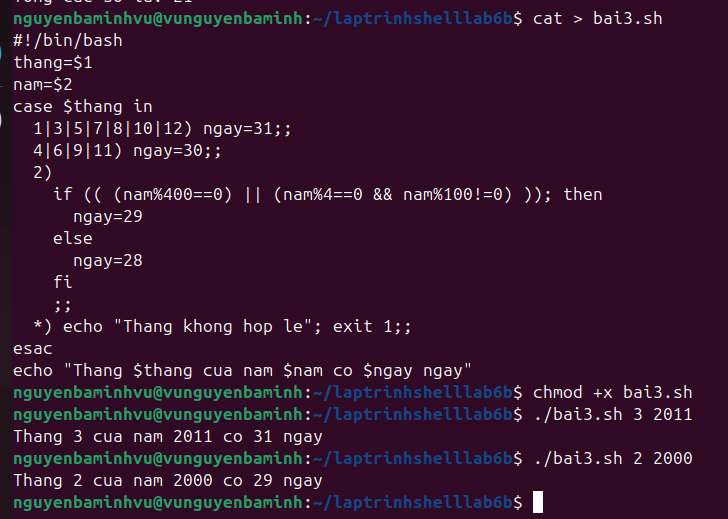 nguyenbaminhvu@vunguyenbaminh:~/laptrinhshelllab6b$ cat > bai3.sh
#!/bin/bash
thang=$1
nam=$2
case $thang in
  1|3|5|7|8|10|12) ngay=31;;
  4|6|9|11) ngay=30;;
  2)
    if (( (nam%400==0) || (nam%4==0 && nam%100!=0) )); then
      ngay=29
    else
      ngay=28
    fi
    ;;
  *) echo "Thang khong hop le"; exit 1;;
esac
echo "Thang $thang cua nam $nam co $ngay ngay"
nguyenbaminhvu@vunguyenbaminh:~/laptrinhshelllab6b$ chmod +x bai3.sh
nguyenbaminhvu@vunguyenbaminh:~/laptrinhshelllab6b$ ./bai3.sh 3 2011
Thang 3 cua nam 2011 co 31 ngay
nguyenbaminhvu@vunguyenbaminh:~/laptrinhshelllab6b$ ./bai3.sh 2 2000
Thang 2 cua nam 2000 co 29 ngay
nguyenbaminhvu@vunguyenbaminh:~/laptrinhshelllab6b$